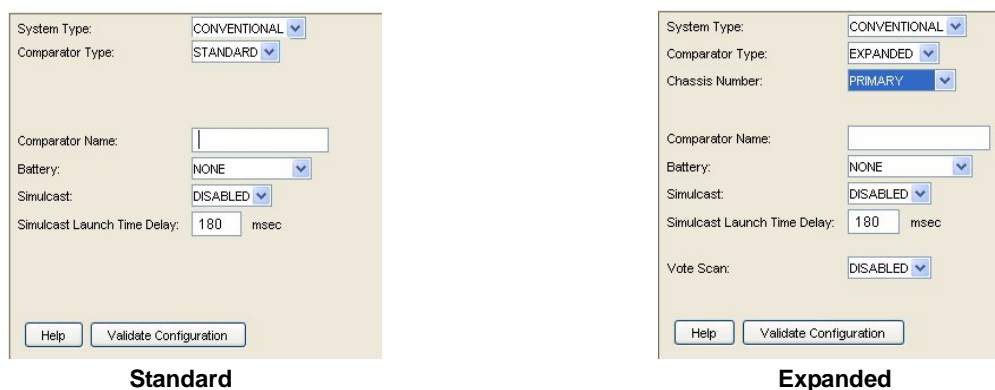 System Type: CONVENTIONAL
Comparator Type: STANDARD
Comparator Name:
Battery: NONE
Simulcast: DISABLED
Simulcast Launch Time Delay: 180 msec
Help Validate Configuration
Standard
System Type: CONVENTIONAL
Comparator Type: EXPANDED
Chassis Number: PRIMARY
Comparator Name:
Battery: NONE
Simulcast: DISABLED
Simulcast Launch Time Delay: 180 msec
Vote Scan: DISABLED
Help Validate Configuration
Expanded